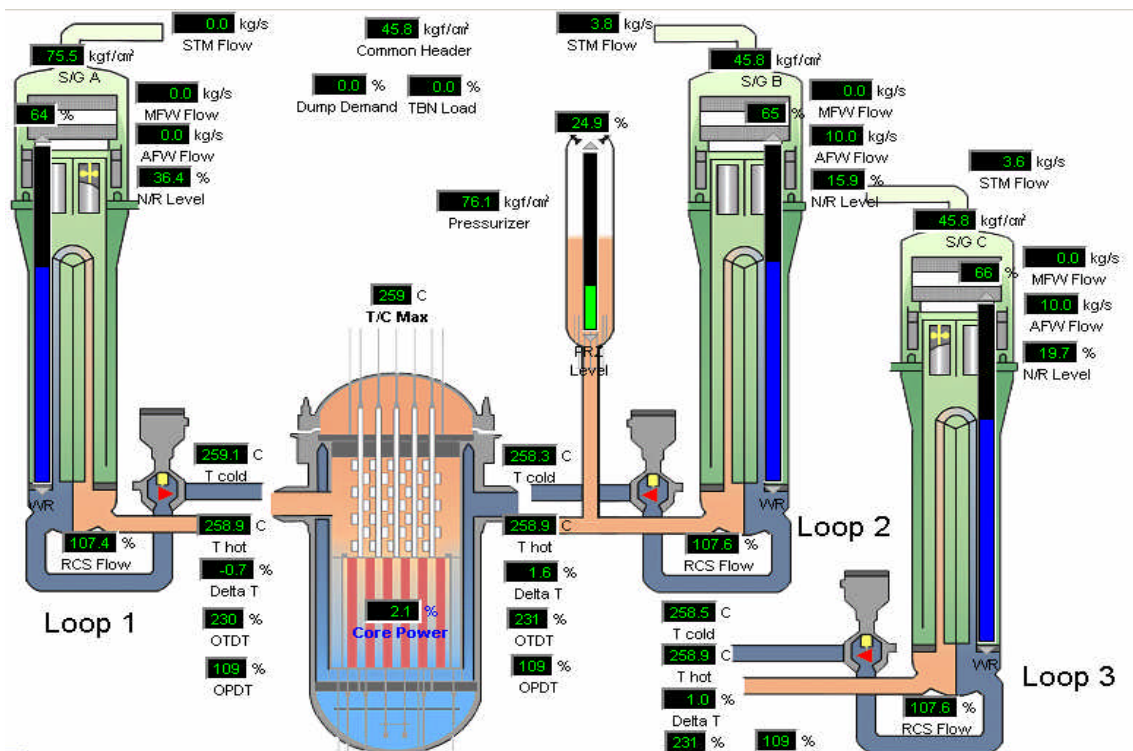 0.0 kg/s
STM Flow
75.5 kgf/cm²
S/G A
64 %
0.0 kg/s
MFW Flow
0.0 kg/s
AFW Flow
36.4 %
N/R Level
WR
107.4 %
RCS Flow
Loop 1
45.8 kgf/cm²
Common Header
0.0 %
Dump Demand
0.0 %
TBN Load
24.9 %
76.1 kgf/cm²
Pressurizer
PRZ
Level
259 C
T/C Max
2.1 %
Core Power
259.1 C
T cold
258.9 C
T hot
-0.7 %
Delta T
230 %
OTDT
109 %
OPDT
258.3 C
T cold
258.9 C
T hot
1.6 %
Delta T
231 %
OTDT
109 %
OPDT
3.8 kg/s
STM Flow
45.8 kgf/cm²
S/G B
65 %
0.0 kg/s
MFW Flow
10.0 kg/s
AFW Flow
15.9 %
N/R Level
WR
107.6 %
RCS Flow
Loop 2
3.6 kg/s
STM Flow
45.8 kgf/cm²
S/G C
66 %
0.0 kg/s
MFW Flow
10.0 kg/s
AFW Flow
19.7 %
N/R Level
WR
107.6 %
RCS Flow
Loop 3
258.5 C
T cold
258.9 C
T hot
1.0 %
Delta T
231 %
109 %